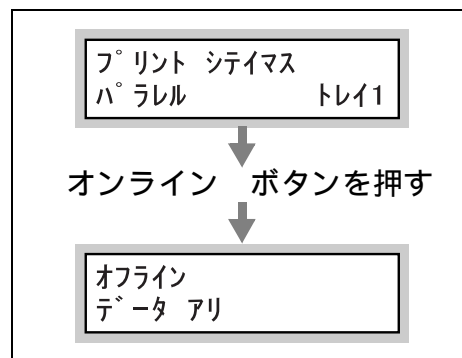 プリント シテイマス
パラレル トレイ1
オンライン ボタンを押す
オフライン
データ アリ